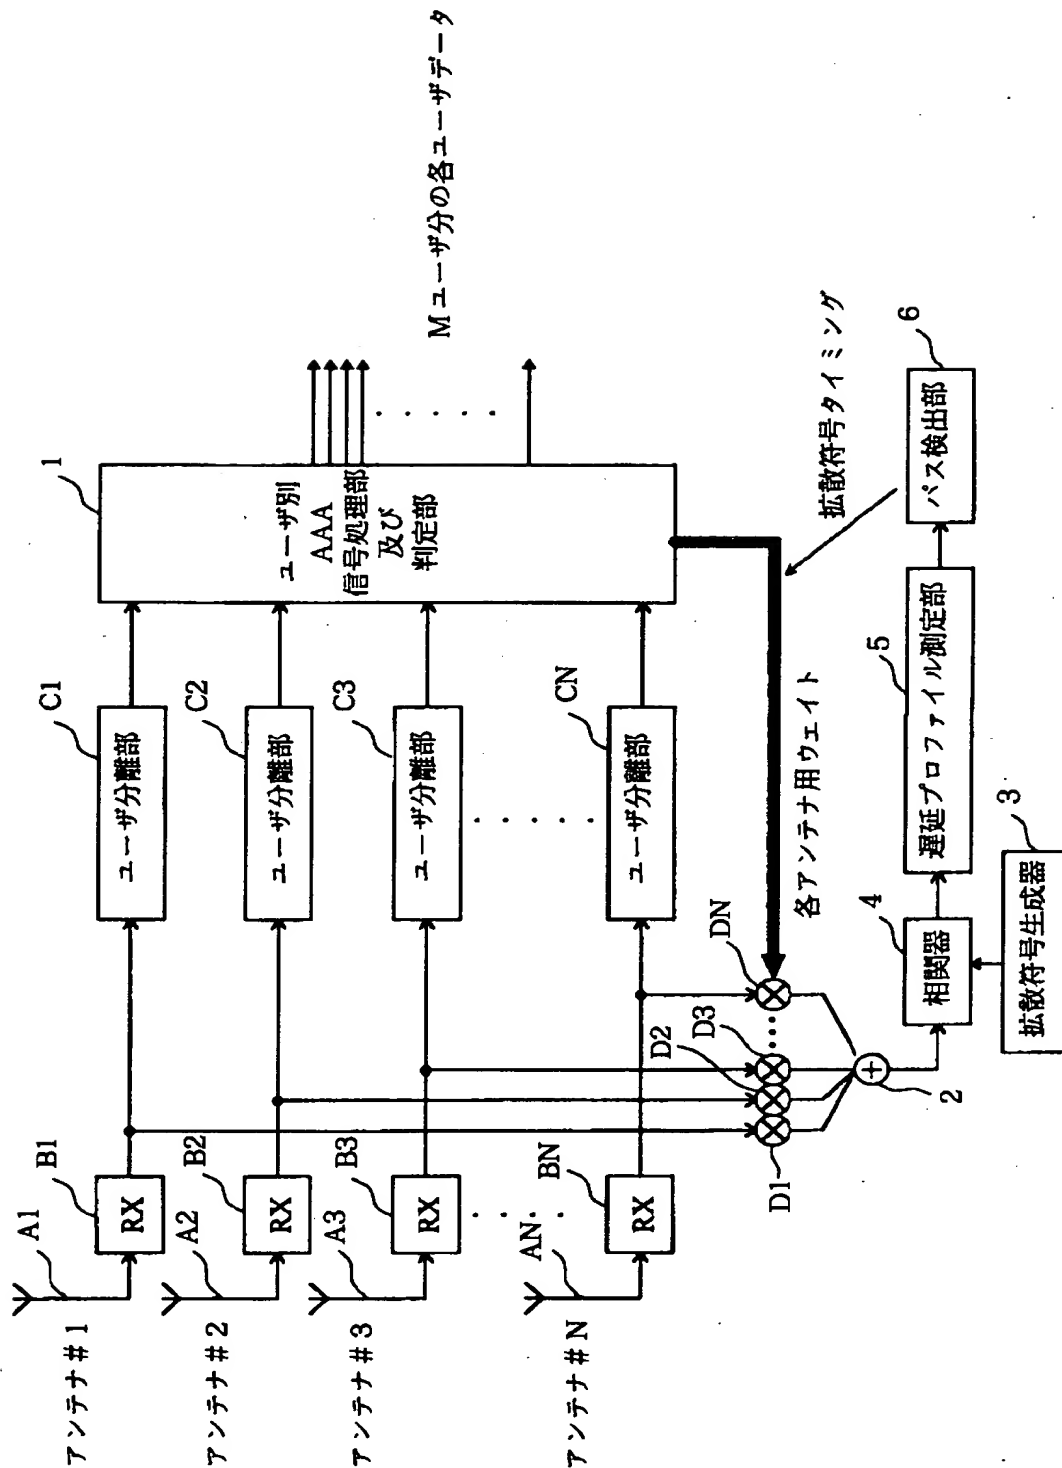 アンテナ#1
A1
B1
RX
C1
ユーザ分離部
アンテナ#2
A2
B2
RX
C2
ユーザ分離部
アンテナ#3
A3
B3
RX
C3
ユーザ分離部
アンテナ#N
AN
BN
RX
CN
ユーザ分離部
1
ユーザ別
AAA
信号処理部
及び
判定部
Mユーザ分の各ユーザデータ
D1
D2
D3
DN
各アンテナ用ウェイト
拡散符号タイミング
2
4
相関器
3
拡散符号生成器
5
遅延プロファイル測定部
6
パス検出部